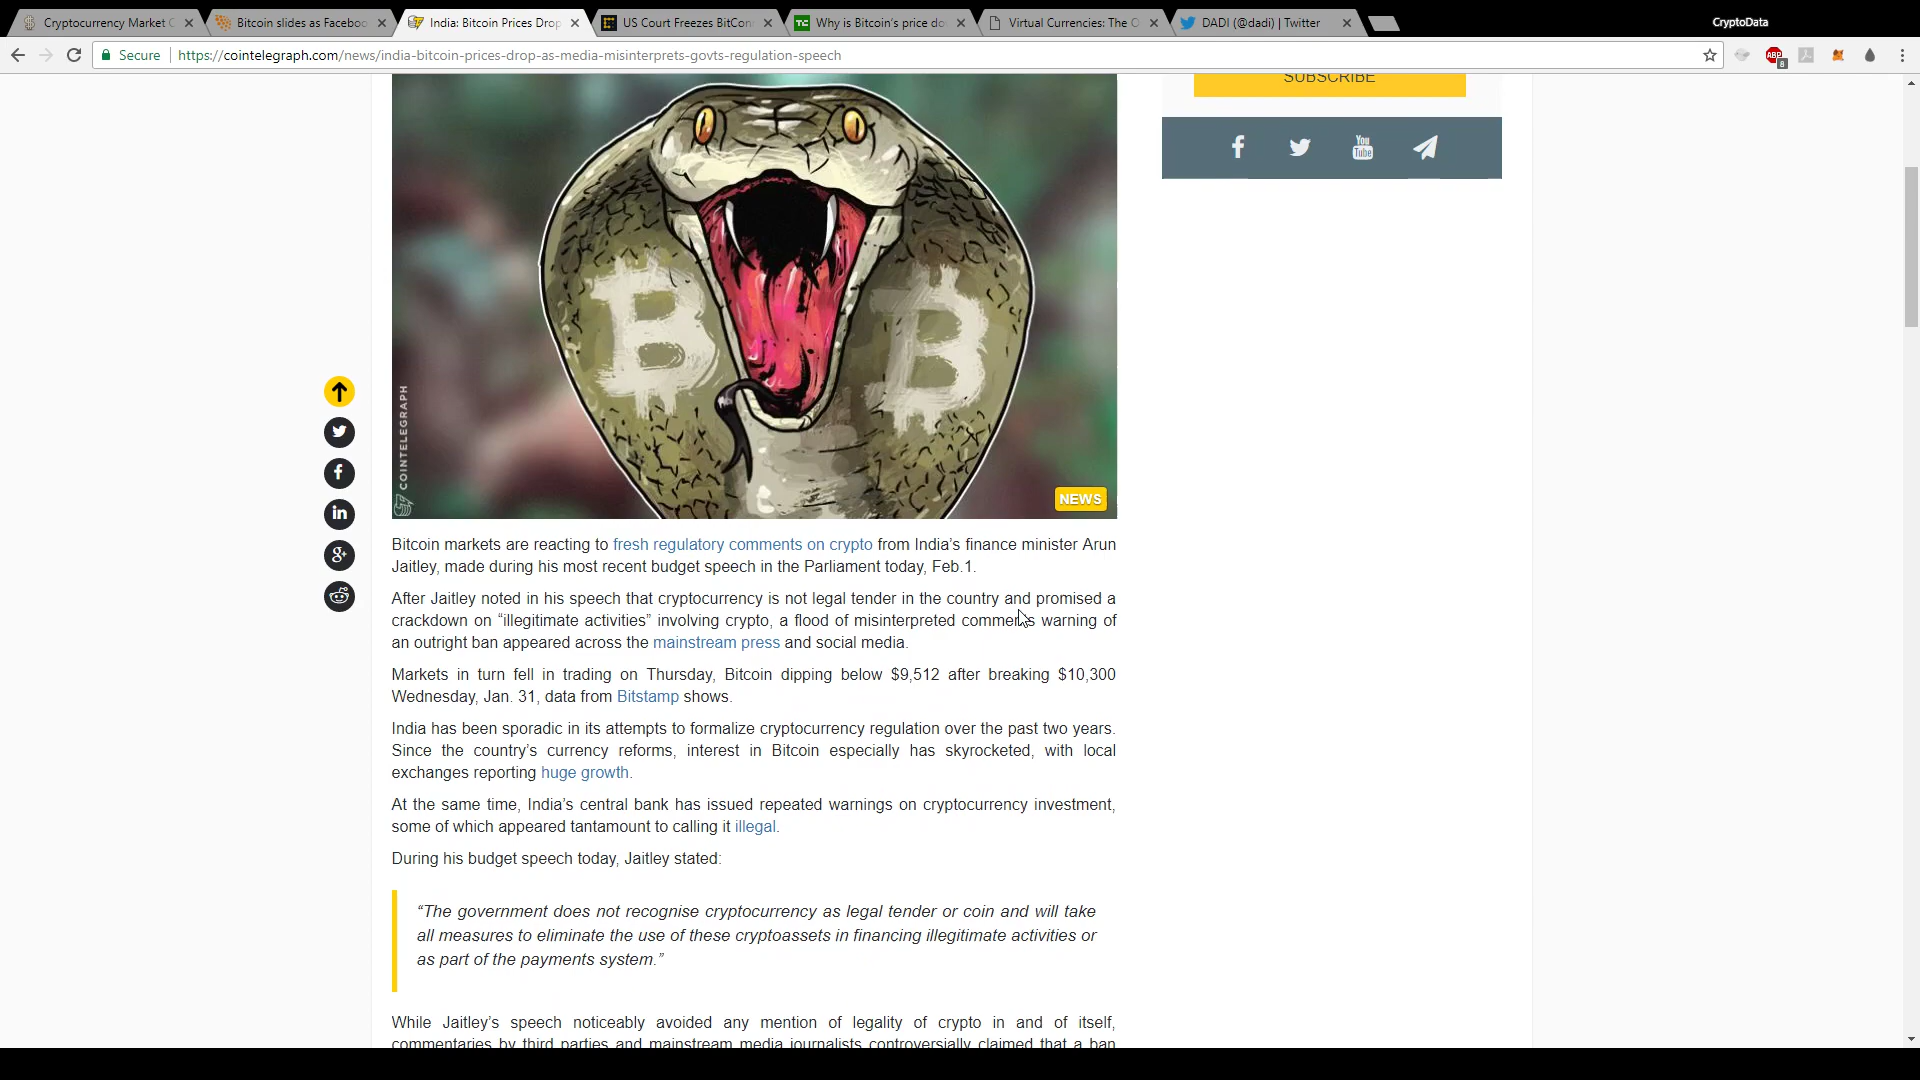 Cryptocurrency Market C
Bitcoin slides as Faceboo
India: Bitcoin Prices Drop
US Court Freezes BitCon
Why is Bitcoin's price do
Virtual Currencies: The O
DADI (@dadi) | Twitter
CryptoData
Secure
https://cointelegraph.com/news/india-bitcoin-prices-drop-as-media-misinterprets-govts-regulation-speech
ABP
8
SUBSCRIBE
You
Tube
COINTELEGRAPH
NEWS
Bitcoin markets are reacting to fresh regulatory comments on crypto from India's finance minister Arun
Jaitley, made during his most recent budget speech in the Parliament today, Feb.1.
After Jaitley noted in his speech that cryptocurrency is not legal tender in the country and promised a
crackdown on “illegitimate activities” involving crypto, a flood of misinterpreted comments warning of
an outright ban appeared across the mainstream press and social media.
Markets in turn fell in trading on Thursday, Bitcoin dipping below $9,512 after breaking $10,300
Wednesday, Jan. 31, data from Bitstamp shows.
India has been sporadic in its attempts to formalize cryptocurrency regulation over the past two years.
Since the country's currency reforms, interest in Bitcoin especially has skyrocketed, with local
exchanges reporting huge growth.
At the same time, India's central bank has issued repeated warnings on cryptocurrency investment,
some of which appeared tantamount to calling it illegal.
During his budget speech today, Jaitley stated:
“The government does not recognise cryptocurrency as legal tender or coin and will take
all measures to eliminate the use of these cryptoassets in financing illegitimate activities or
as part of the payments system.”
While Jaitley's speech noticeably avoided any mention of legality of crypto in and of itself,
commentaries by third parties and mainstream media journalists controversially claimed that a ban